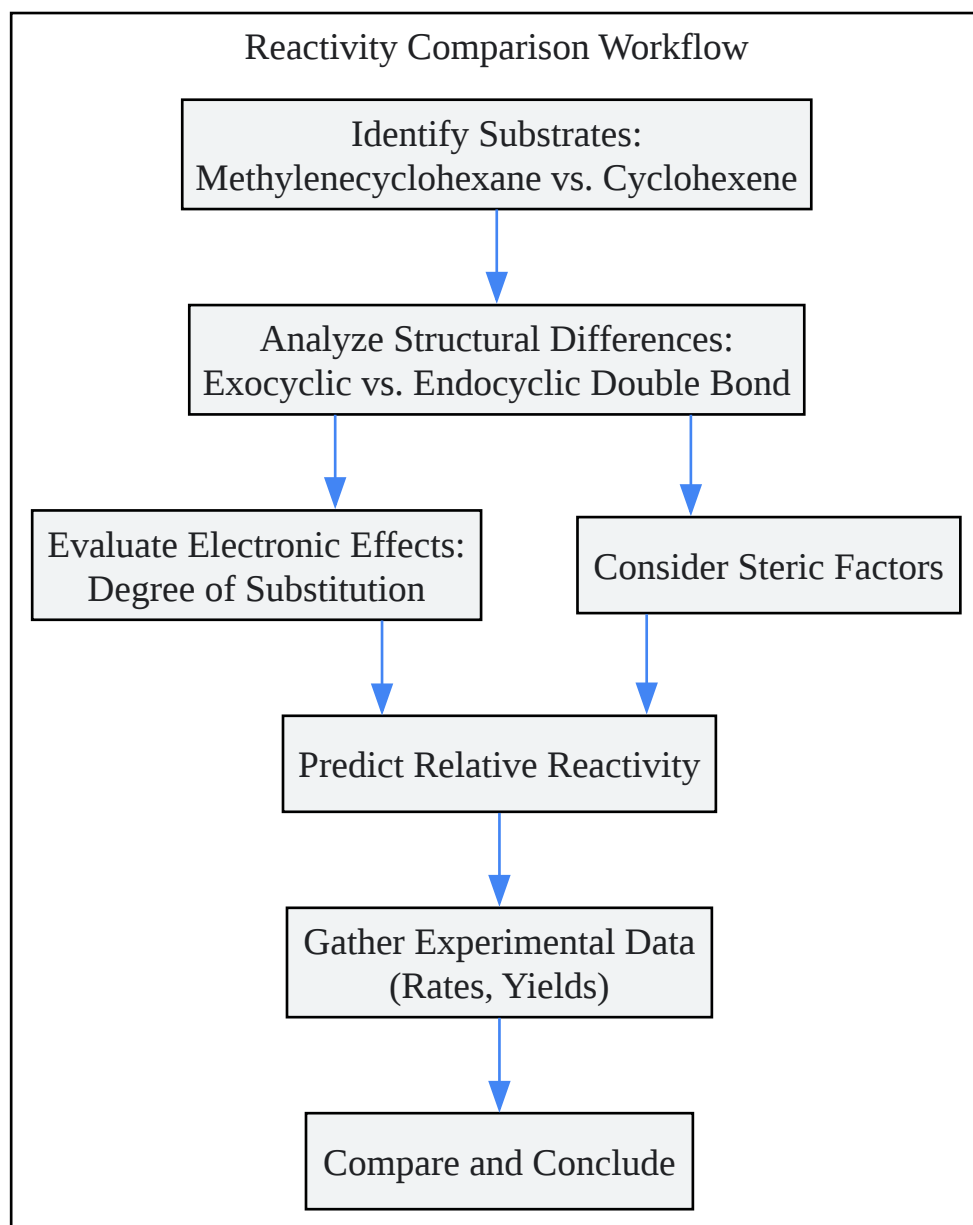 Reactivity Comparison Workflow
Identify Substrates:
Methylenecyclohexane vs. Cyclohexene
Analyze Structural Differences:
Exocyclic vs. Endocyclic Double Bond
Evaluate Electronic Effects:
Degree of Substitution
Consider Steric Factors
Predict Relative Reactivity
Gather Experimental Data
(Rates, Yields)
Compare and Conclude